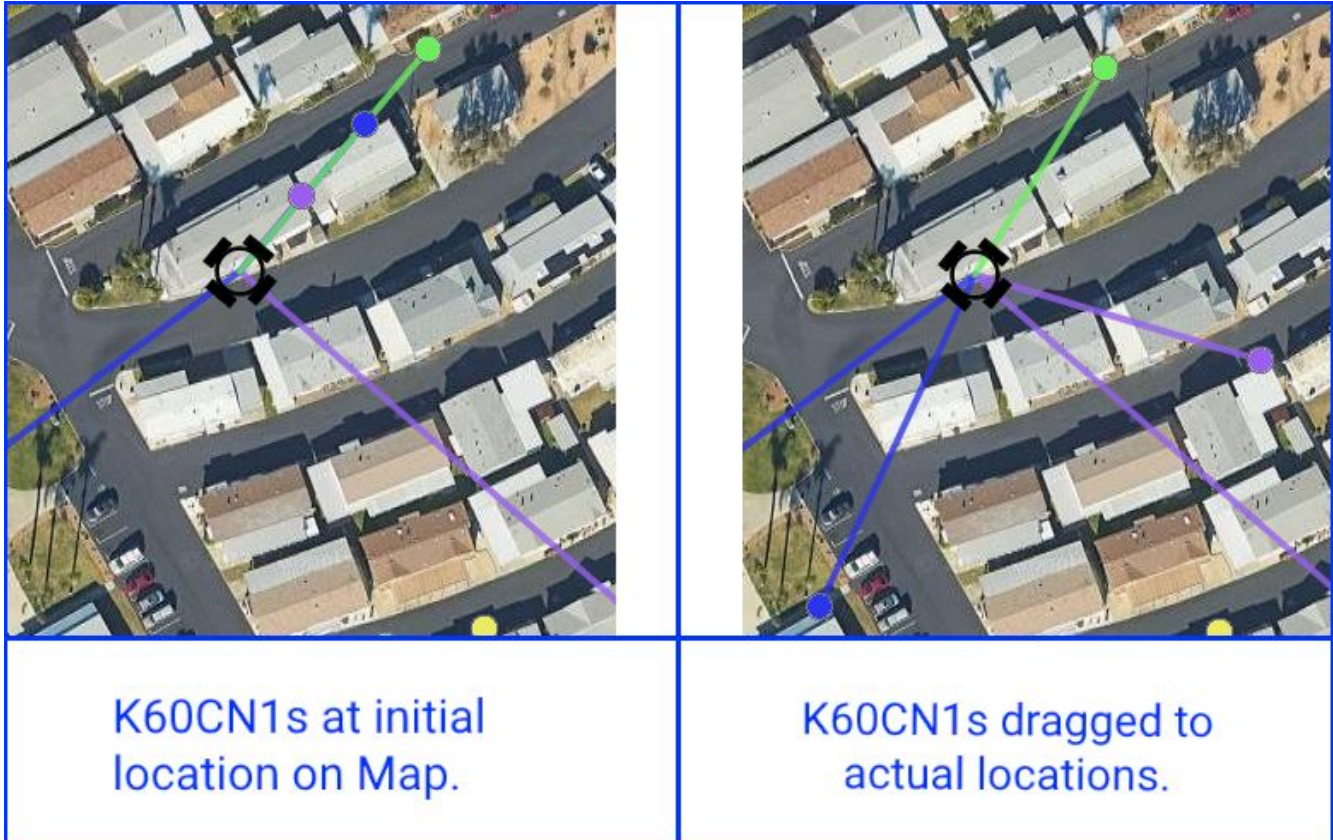 K60CN1s at initial
location on Map.
K60CN1s dragged to
actual locations.